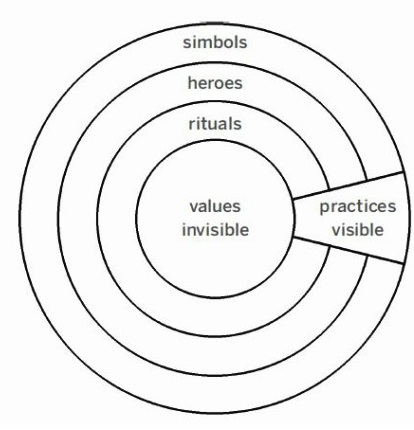 simbols
heroes
rituals
values
invisible
practices
visible